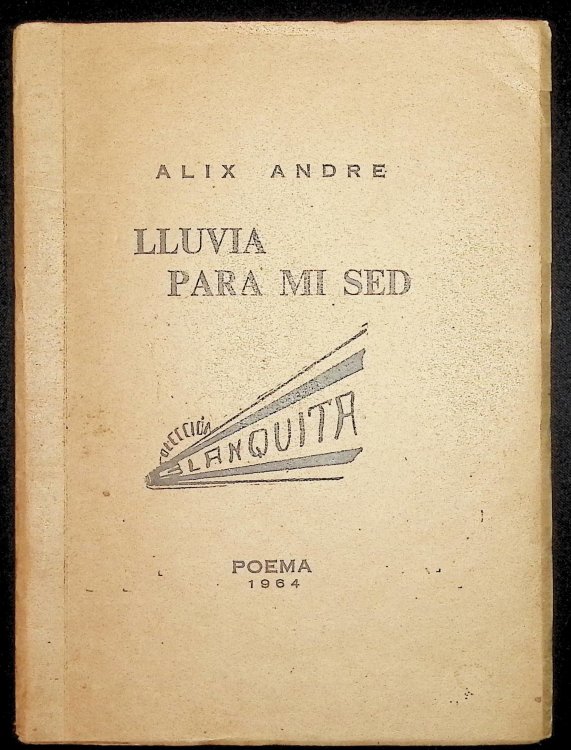 ALIX ANDRE
LLUVIA
PARA MI SED
COLECCIÓN
BLANQUITA
POEMA
1964